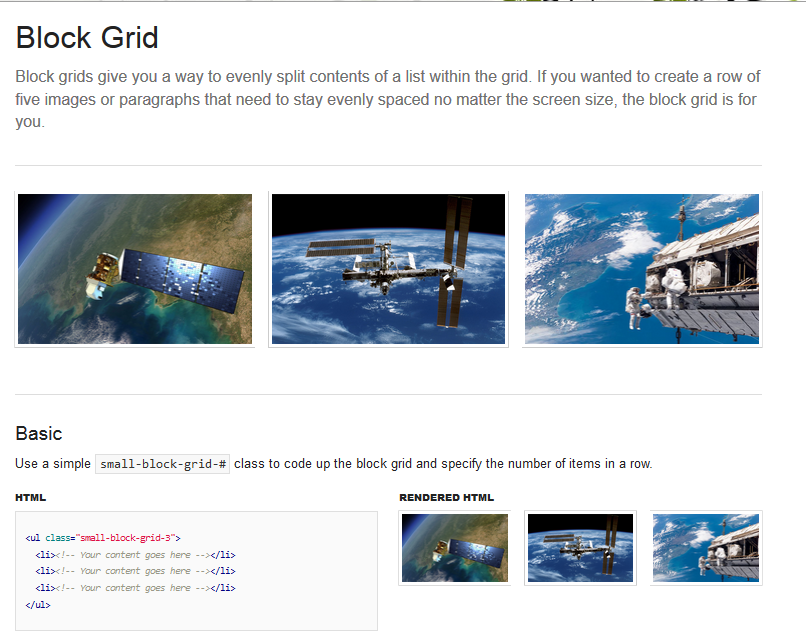 Block Grid
Block grids give you a way to evenly split contents of a list within the grid. If you wanted to create a row of
five images or paragraphs that need to stay evenly spaced no matter the screen size, the block grid is for
you.
Basic
Use a simple small-block-grid-# class to code up the block grid and specify the number of items in a row.
HTML
RENDERED HTML
<ul class="small-block-grid-3">
<li><!-- Your content goes here --></li>
<li><!-- Your content goes here --></li>
<li><!-- Your content goes here --></li>
</ul>